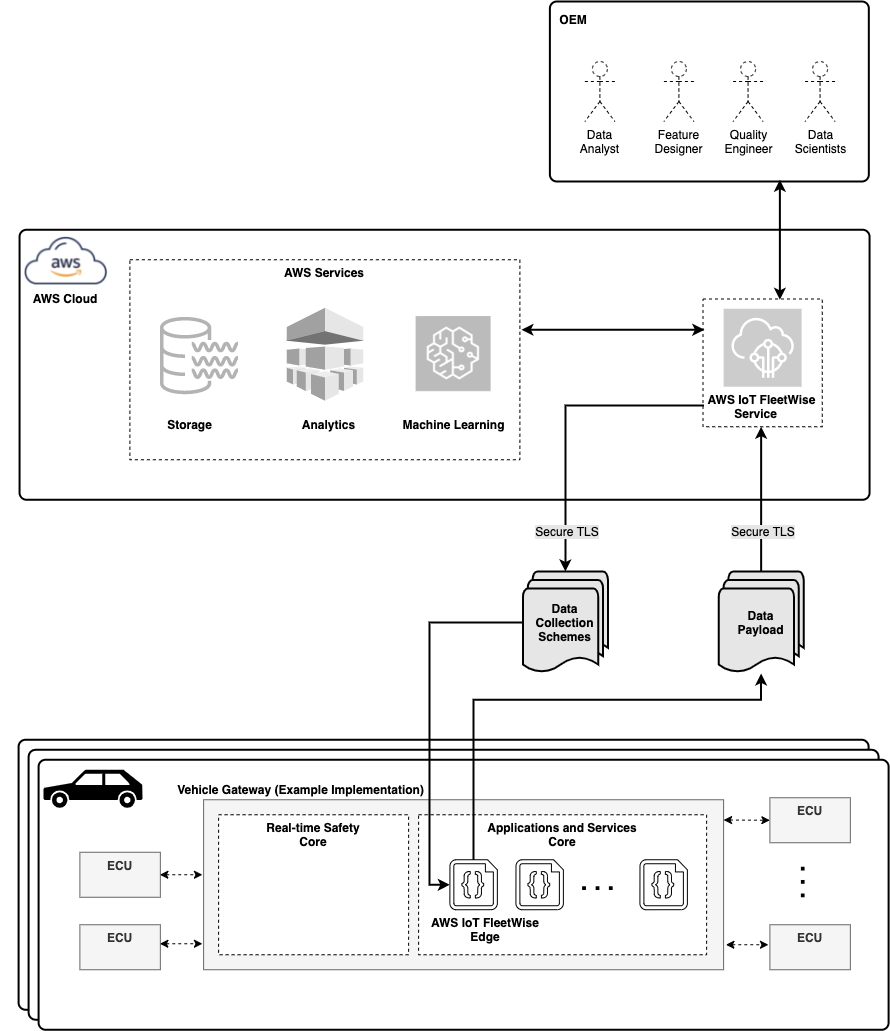 OEM
Data
Analyst
Feature
Designer
Quality
Engineer
Data
Scientists
aws
AWS Cloud
AWS Services
Storage
Analytics
Machine Learning
AWS IoT FleetWise
Service
Secure TLS
Secure TLS
Data
Collection
Schemes
Data
Payload
Vehicle Gateway (Example Implementation)
Real-time Safety
Core
Applications and Services
Core
{}
{}
...
{}
AWS IoT FleetWise
Edge
ECU
ECU
ECU
ECU